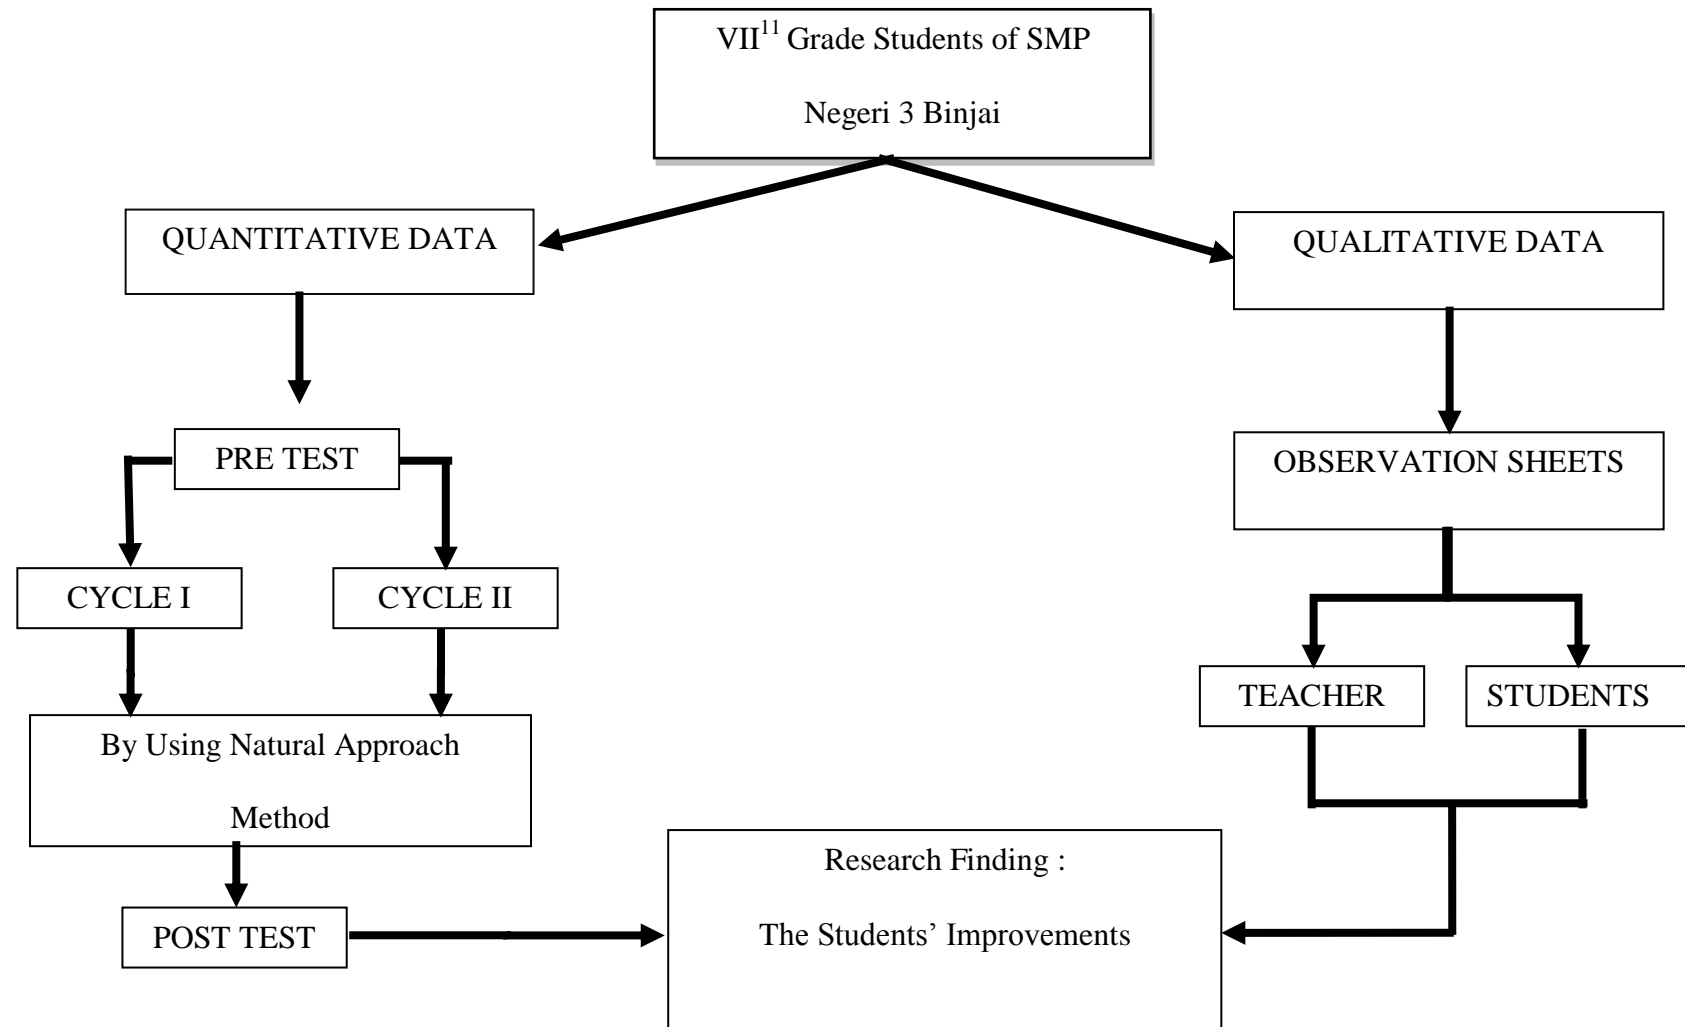 VII¹¹ Grade Students of SMP
Negeri 3 Binjai
QUANTITATIVE DATA
QUALITATIVE DATA
PRE TEST
OBSERVATION SHEETS
CYCLE I
CYCLE II
TEACHER
STUDENTS
By Using Natural Approach
Method
Research Finding :
The Students’ Improvements
POST TEST